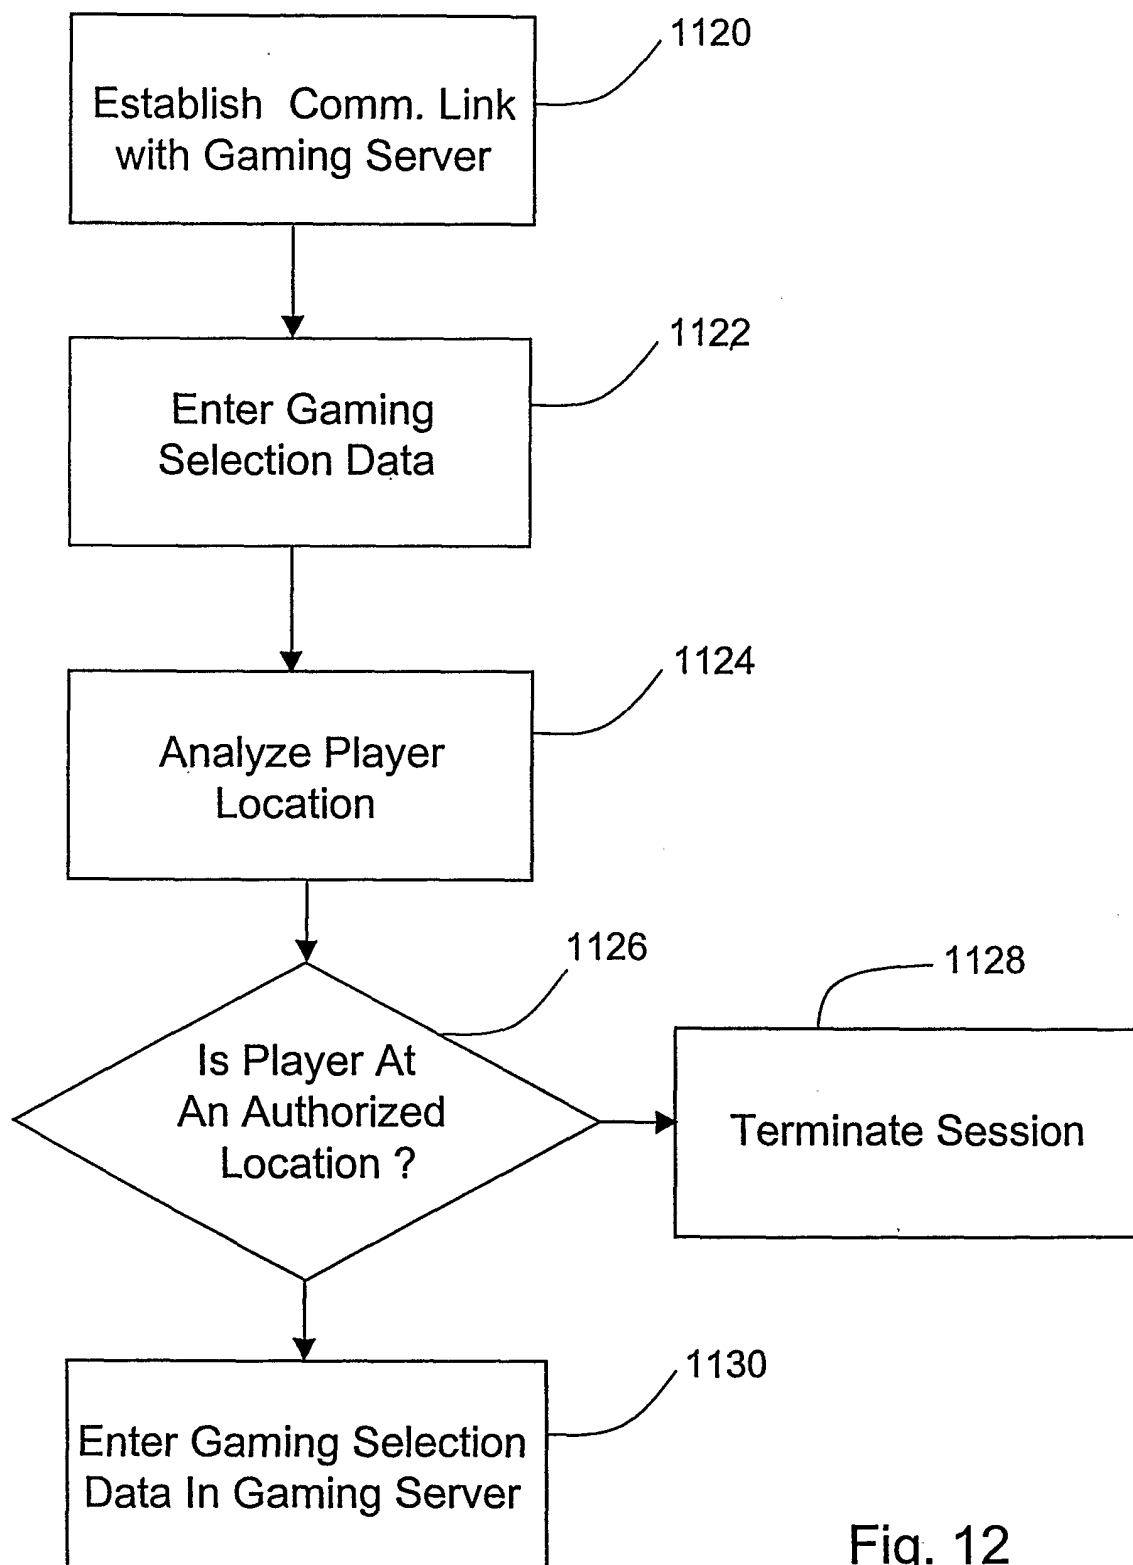 1120
Establish Comm. Link
with Gaming Server
1122
Enter Gaming
Selection Data
1124
Analyze Player
Location
1126
Is Player At
An Authorized
Location ?
1128
Terminate Session
1130
Enter Gaming Selection
Data In Gaming Server
Fig. 12